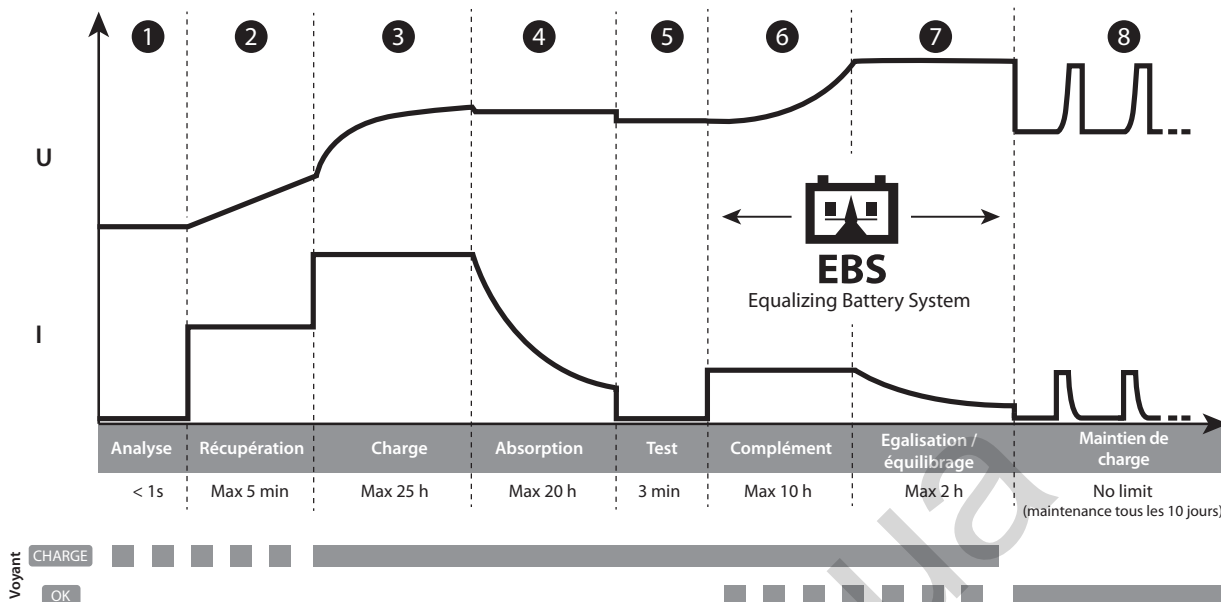 1 2 3 4 5 6 7 8
U
EBS
Equalizing Battery System
I
Analyse Récupération Charge Absorption Test Complément Egalisation / équilibrage Maintien de charge
< 1s Max 5 min Max 25 h Max 20 h 3 min Max 10 h Max 2 h No limit
(maintenance tous les 10 jours)
Voyant
CHARGE
OK
ua